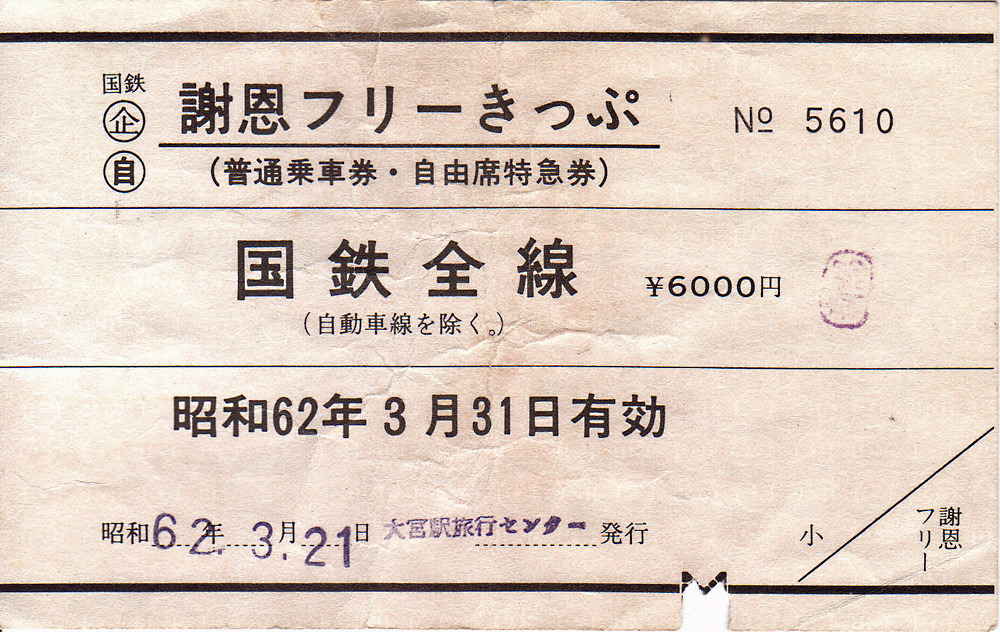 国鉄
企
自
謝恩フリーきっぷ
(普通乗車券・自由席特急券)
№ 5610
国鉄全線
¥6000円
(自動車線を除く。)
昭和62年3月31日有効
昭和62年3月21日 大宮駅旅行センター発行
小
謝恩
フリー